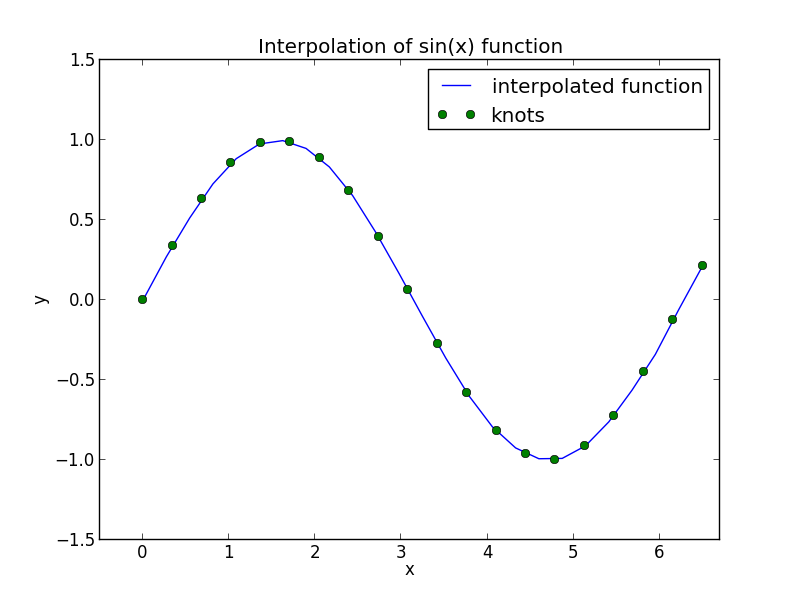 Interpolation of sin(x) function
1.5
1.0
0.5
0.0
−0.5
−1.0
−1.5
y
interpolated function
knots
0 1 2 3 4 5 6
x